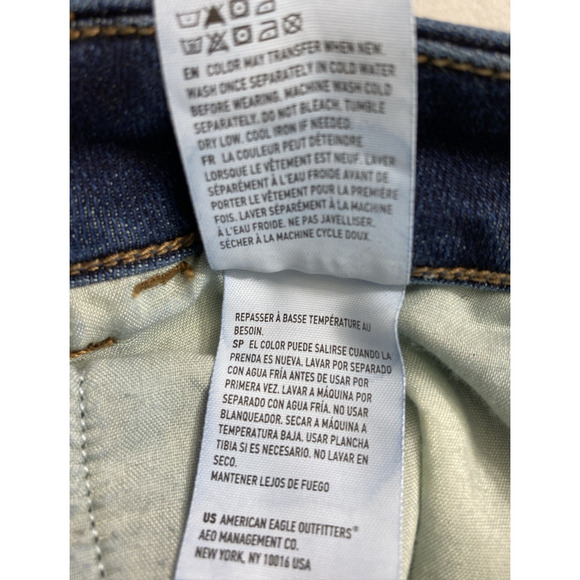 EN COLOR MAY TRANSFER WHEN NEW.
WASH ONCE SEPARATELY IN COLD WATER
BEFORE WEARING. MACHINE WASH COLD
SEPARATELY. DO NOT BLEACH. TUMBLE
DRY LOW. COOL IRON IF NEEDED.
FR LA COULEUR PEUT DÉTEINDRE
LORSQUE LE VÊTEMENT EST NEUF. LAVER
SÉPARÉMENT À L'EAU FROIDE AVANT DE
PORTER LE VÊTEMENT POUR LA PREMIÈRE
FOIS. LAVER SÉPARÉMENT À LA MACHINE
À L'EAU FROIDE. NE PAS JAVELLISER.
SÉCHER À LA MACHINE CYCLE DOUX.
REPASSER À BASSE TEMPÉRATURE AU
BESOIN.
SP EL COLOR PUEDE SALIRSE CUANDO LA
PRENDA ES NUEVA. LAVAR POR SEPARADO
CON AGUA FRÍA ANTES DE USAR POR
PRIMERA VEZ. LAVAR A MÁQUINA POR
SEPARADO CON AGUA FRÍA. NO USAR
BLANQUEADOR. SECAR A MÁQUINA A
TEMPERATURA BAJA. USAR PLANCHA
TIBIA SI ES NECESARIO. NO LAVAR EN
SECO.
MANTENER LEJOS DE FUEGO
US AMERICAN EAGLE OUTFITTERS®
AEO MANAGEMENT CO.
NEW YORK, NY 10016 USA